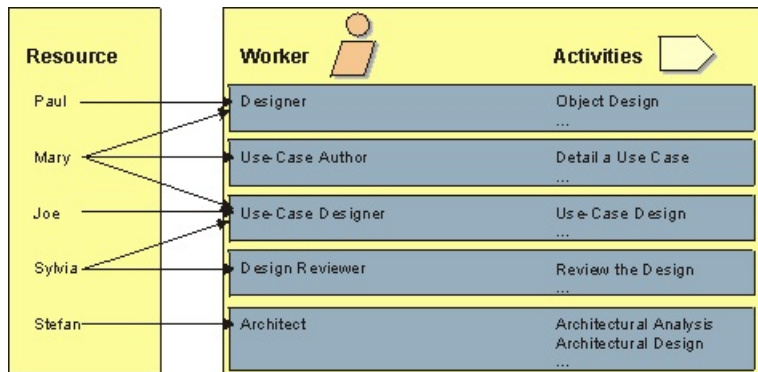 Resource Worker Activities
Paul Designer Object Design
...
Mary Use-Case Author Detail a Use Case
...
Joe Use-Case Designer Use-Case Design
...
Sylvia Design Reviewer Review the Design
...
Stefan Architect Architectural Analysis
Architectural Design
...